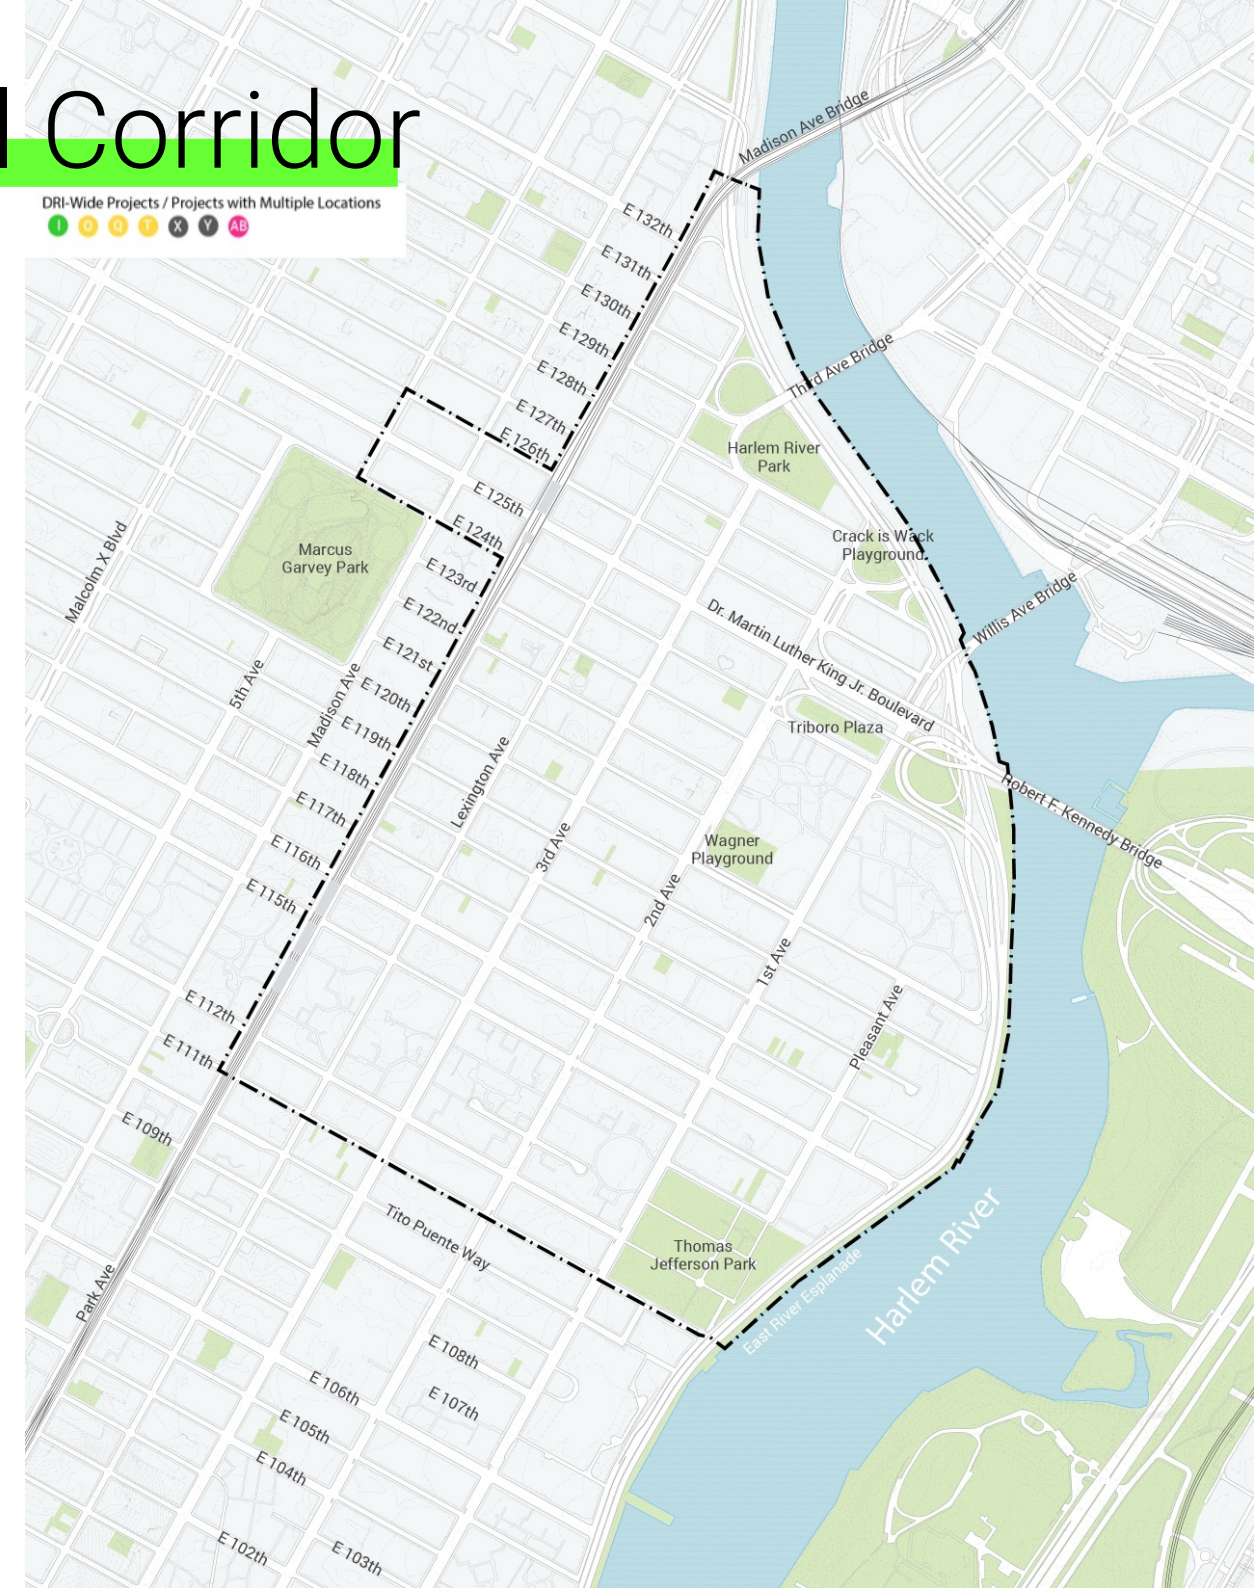 Corridor
DRI-Wide Projects / Projects with Multiple Locations
I O Q T X Y AB
Madison Ave Bridge
E 132th
E 131th
E 130th
E 129th
E 128th
E 127th
E 126th
E 125th
E 124th
E 123rd
E 122nd
E 121st
E 120th
E 119th
E 118th
E 117th
E 116th
E 115th
E 112th
E 111th
E 109th
Third Ave Bridge
Harlem River
Park
Crack is Wack
Playground
Willis Ave Bridge
Marcus
Garvey Park
Malcolm X Blvd
5th Ave
Madison Ave
Dr. Martin Luther King Jr. Boulevard
Triboro Plaza
Robert F. Kennedy Bridge
Lexington Ave
3rd Ave
Wagner
Playground
2nd Ave
1st Ave
Pleasant Ave
Thomas
Jefferson Park
East River Esplanade
Harlem River
Tito Puente Way
Park Ave
E 108th
E 107th
E 106th
E 105th
E 104th
E 102th
E 103th